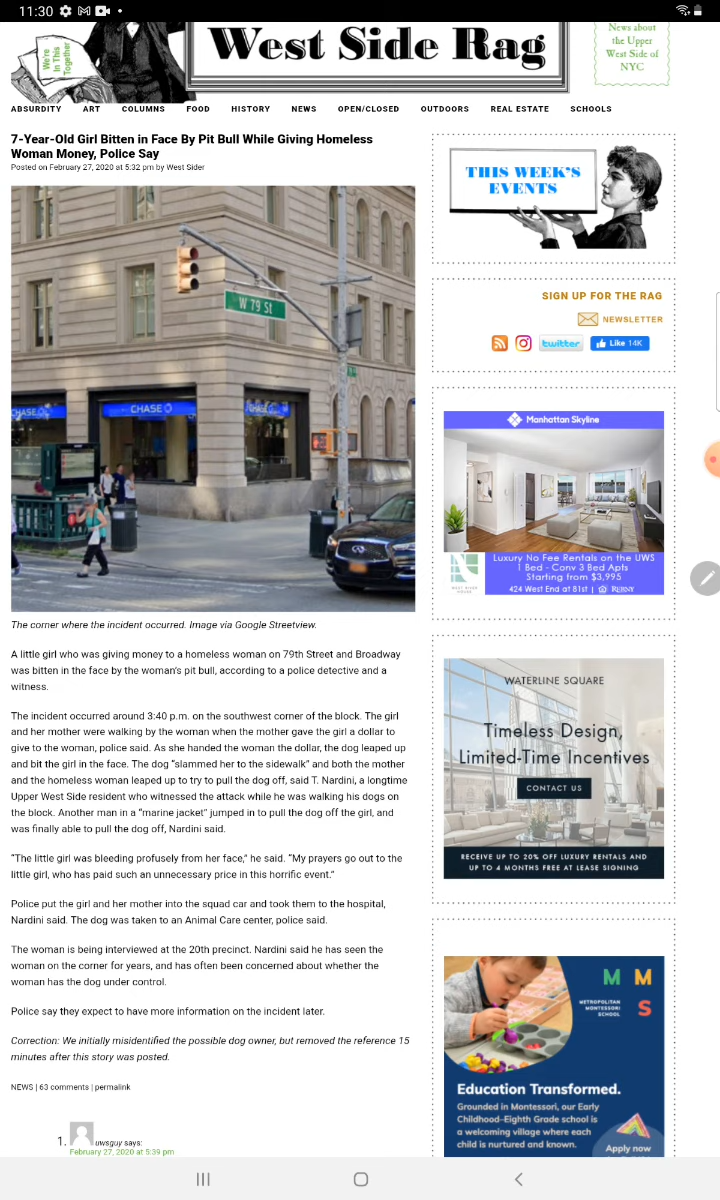 11:30
We're In This Together
West Side Rag
News about
the Upper
West Side of
NYC
ABSURDITY ART COLUMNS FOOD HISTORY NEWS OPEN/CLOSED OUTDOORS REAL ESTATE SCHOOLS
7-Year-Old Girl Bitten in Face By Pit Bull While Giving Homeless
Woman Money, Police Say
Posted on February 27, 2020 at 5:32 pm by West Sider
W 79 St
CHASE
CHASE
CHASE
The corner where the incident occurred. Image via Google Streetview.
A little girl who was giving money to a homeless woman on 79th Street and Broadway
was bitten in the face by the woman's pit bull, according to a police detective and a
witness.
The incident occurred around 3:40 p.m. on the southwest corner of the block. The girl
and her mother were walking by the woman when the mother gave the girl a dollar to
give to the woman, police said. As she handed the woman the dollar, the dog leaped up
and bit the girl in the face. The dog "slammed her to the sidewalk" and both the mother
and the homeless woman leaped up to try to pull the dog off, said T. Nardini, a longtime
Upper West Side resident who witnessed the attack while he was walking his dogs on
the block. Another man in a "marine jacket" jumped in to pull the dog off the girl, and
was finally able to pull the dog off, Nardini said.
"The little girl was bleeding profusely from her face," he said. "My prayers go out to the
little girl, who has paid such an unnecessary price in this horrific event."
Police put the girl and her mother into the squad car and took them to the hospital,
Nardini said. The dog was taken to an Animal Care center, police said.
The woman is being interviewed at the 20th precinct. Nardini said he has seen the
woman on the corner for years, and has often been concerned about whether the
woman has the dog under control.
Police say they expect to have more information on the incident later.
Correction: We initially misidentified the possible dog owner, but removed the reference 15
minutes after this story was posted.
NEWS | 63 comments | permalink
1. uwsguy says:
February 27, 2020 at 5:39 pm
THIS WEEK'S
EVENTS
SIGN UP FOR THE RAG
NEWSLETTER
twitter
Like 14K
Manhattan Skyline
WEST RIVER
HOUSE
Luxury No Fee Rentals on the UWS
1 Bed - Conv 3 Bed Apts
Starting from $3,995
424 West End at 81st | REBNY
WATERLINE SQUARE
Timeless Design,
Limited-Time Incentives
CONTACT US
RECEIVE UP TO 20% OFF LUXURY RENTALS AND
UP TO 4 MONTHS FREE AT LEASE SIGNING
M M
S
METROPOLITAN
MONTESSORI
SCHOOL
Education Transformed.
Grounded in Montessori, our Early
Childhood–Eighth Grade school is
a welcoming village where each
child is nurtured and known.
Apply now